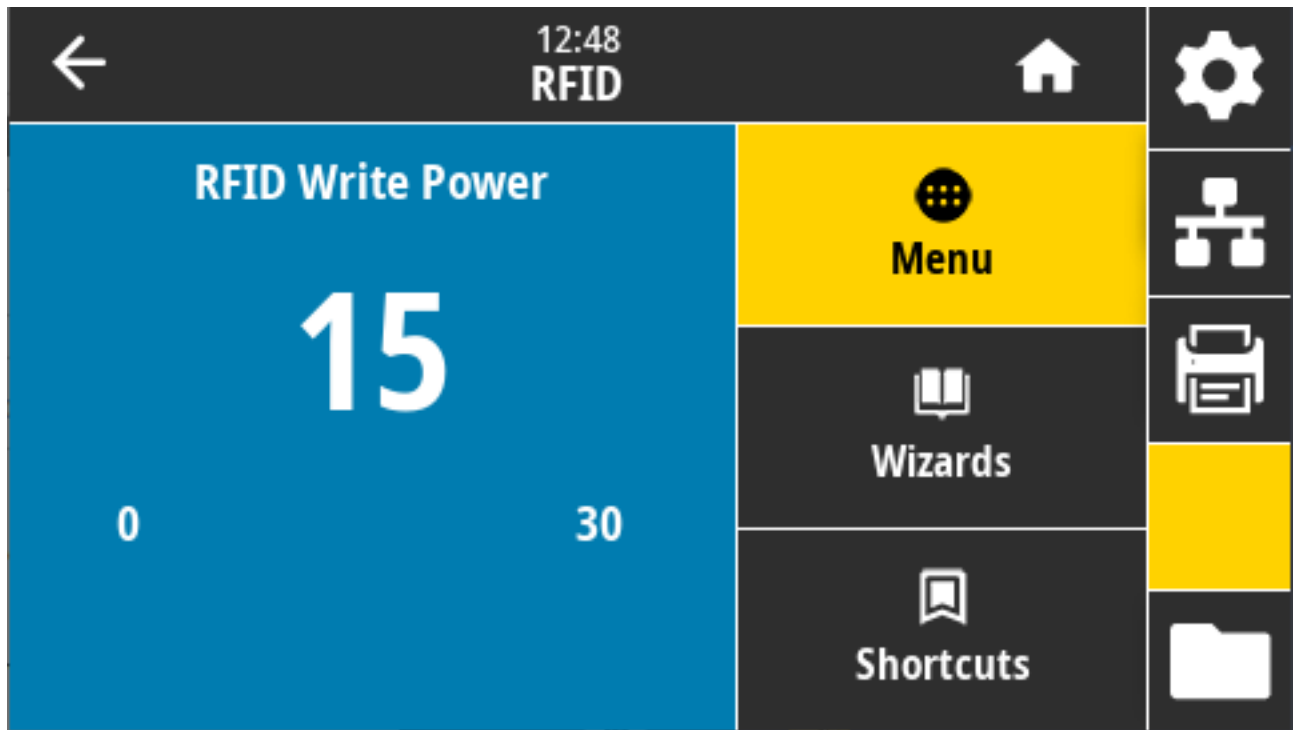 12:48
RFID
RFID Write Power
15
0 30
Menu
Wizards
Shortcuts